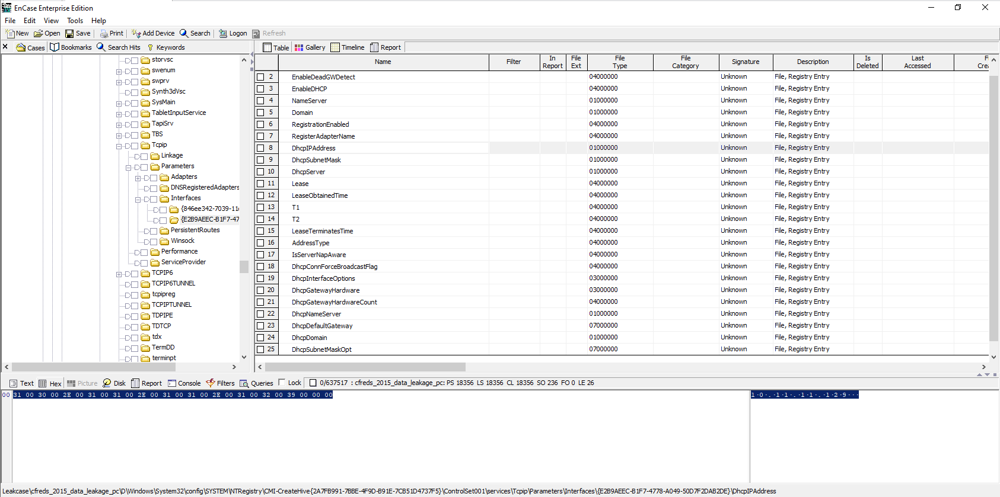 EnCase Enterprise Edition
File Edit View Tools Help
New Open Save Print Add Device Search Logon Refresh
Cases Bookmarks Search Hits Keywords
Table Gallery Timeline Report
storvsc
swenum
swprv
Synth3dVsc
SysMain
TabletInputService
TapiSrv
TBS
Tcpip
Linkage
Parameters
Adapters
DNSRegisteredAdapters
Interfaces
{846ee342-7039-11
{E2B9AEEC-B1F7-47
PersistentRoutes
Winsock
Performance
ServiceProvider
TCPIP6
TCPIP6TUNNEL
tcpipreg
TCPIPTUNNEL
TDPIPE
TDTCP
tdx
TermDD
terminpt
Name Filter In Report File Ext File Type File Category Signature Description Is Deleted Last Accessed F Crea
2 EnableDeadGWDetect 04000000 Unknown File, Registry Entry
3 EnableDHCP 04000000 Unknown File, Registry Entry
4 NameServer 01000000 Unknown File, Registry Entry
5 Domain 01000000 Unknown File, Registry Entry
6 RegistrationEnabled 04000000 Unknown File, Registry Entry
7 RegisterAdapterName 04000000 Unknown File, Registry Entry
8 DhcpIPAddress 01000000 Unknown File, Registry Entry
9 DhcpSubnetMask 01000000 Unknown File, Registry Entry
10 DhcpServer 01000000 Unknown File, Registry Entry
11 Lease 04000000 Unknown File, Registry Entry
12 LeaseObtainedTime 04000000 Unknown File, Registry Entry
13 T1 04000000 Unknown File, Registry Entry
14 T2 04000000 Unknown File, Registry Entry
15 LeaseTerminatesTime 04000000 Unknown File, Registry Entry
16 AddressType 04000000 Unknown File, Registry Entry
17 IsServerNapAware 04000000 Unknown File, Registry Entry
18 DhcpConnForceBroadcastFlag 04000000 Unknown File, Registry Entry
19 DhcpInterfaceOptions 03000000 Unknown File, Registry Entry
20 DhcpGatewayHardware 03000000 Unknown File, Registry Entry
21 DhcpGatewayHardwareCount 04000000 Unknown File, Registry Entry
22 DhcpNameServer 01000000 Unknown File, Registry Entry
23 DhcpDefaultGateway 07000000 Unknown File, Registry Entry
24 DhcpDomain 01000000 Unknown File, Registry Entry
25 DhcpSubnetMaskOpt 07000000 Unknown File, Registry Entry
Text Hex Picture Disk Report Console Filters Queries Lock 0/637517 : cfreds_2015_data_leakage_pc: PS 18356 LS 18356 CL 18356 SO 236 FO 0 LE 26
00 31 00 30 00 2E 00 31 00 31 00 2E 00 31 00 31 00 2E 00 31 00 32 00 39 00 00 00 1·0·.·1·1·.·1·1·.·1·2·9···
Leakcase\cfreds_2015_data_leakage_pc\D\Windows\System32\config\SYSTEM\NTRegistry\CMI-CreateHive{2A7FB991-7BBE-4F9D-B91E-7CB51D4737F5}\ControlSet001\services\Tcpip\Parameters\Interfaces\{E2B9AEEC-B1F7-4778-A049-50D7F2DAB2DE}\DhcpIPAddress